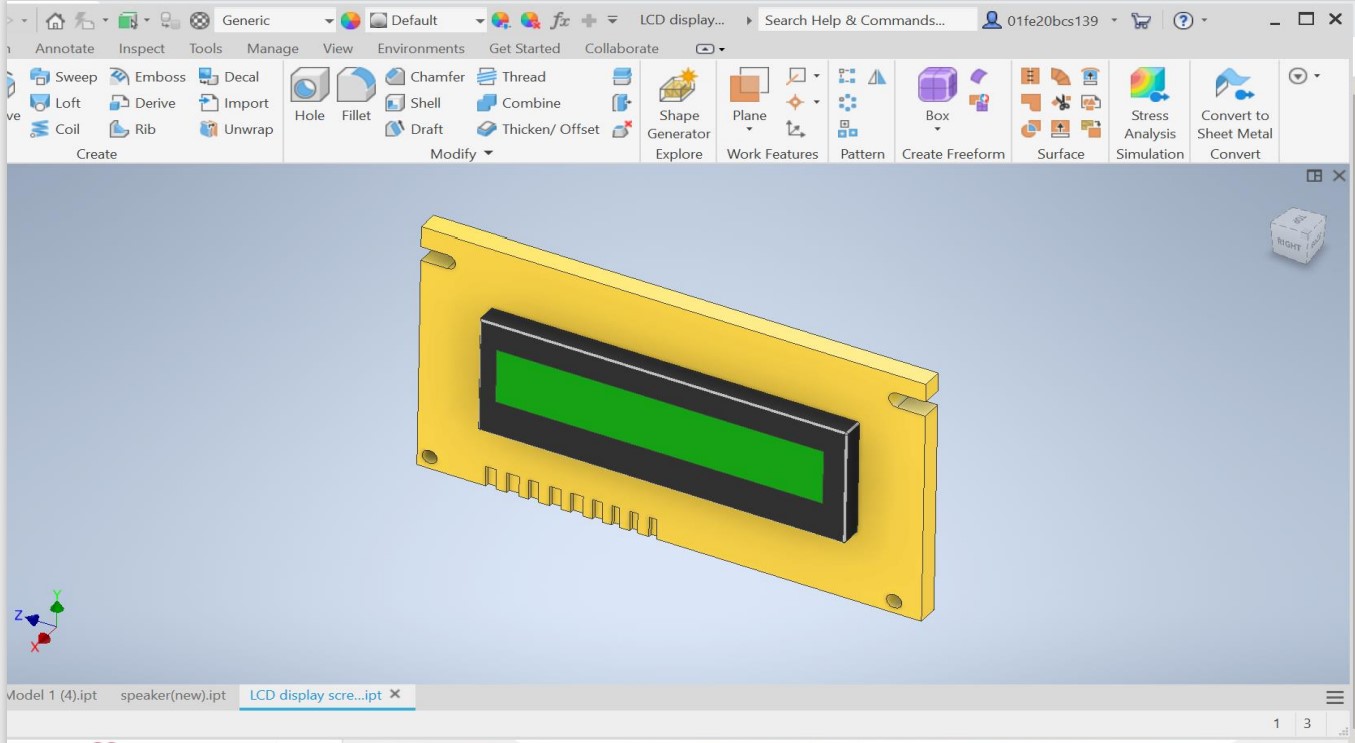 Generic Default fx LCD display... Search Help & Commands... 01fe20bcs139 ?
Annotate Inspect Tools Manage View Environments Get Started Collaborate
Sweep Emboss Decal Chamfer Thread
Loft Derive Import Shell Combine
ve Coil Rib Unwrap Hole Fillet Draft Thicken/ Offset Shape Generator Plane Box Stress Analysis Convert to Sheet Metal
Create Modify Explore Work Features Pattern Create Freeform Surface Simulation Convert
RIGHT
Y
Z
X
Model 1 (4).ipt speaker(new).ipt LCD display scre...ipt
1 3